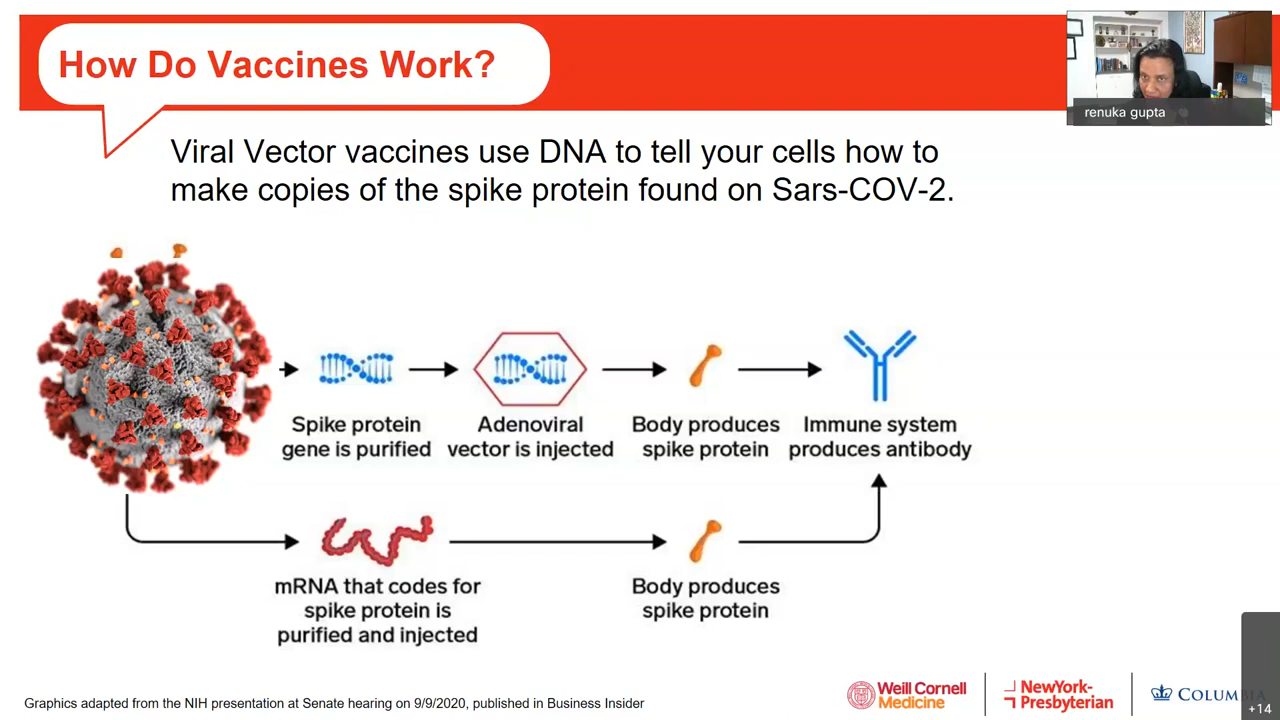 How Do Vaccines Work?
renuka gupta
Viral Vector vaccines use DNA to tell your cells how to
make copies of the spike protein found on Sars-COV-2.
Spike protein
gene is purified
Adenoviral
vector is injected
Body produces
spike protein
Immune system
produces antibody
mRNA that codes for
spike protein is
purified and injected
Body produces
spike protein
Graphics adapted from the NIH presentation at Senate hearing on 9/9/2020, published in Business Insider
Weill Cornell
Medicine
NewYork-
Presbyterian
COLUMB
+14